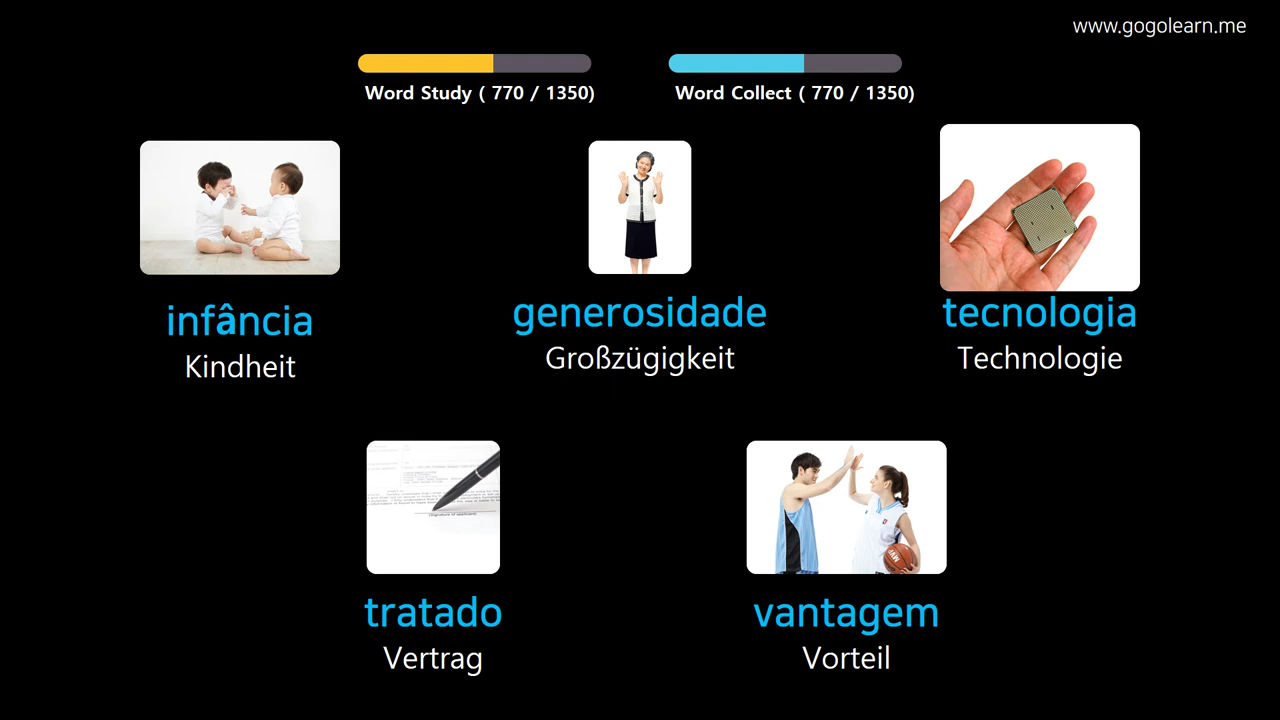 www.gogolearn.me
Word Study ( 770 / 1350)
Word Collect ( 770 / 1350)
infância
Kindheit
generosidade
Großzügigkeit
tecnologia
Technologie
tratado
Vertrag
vantagem
Vorteil